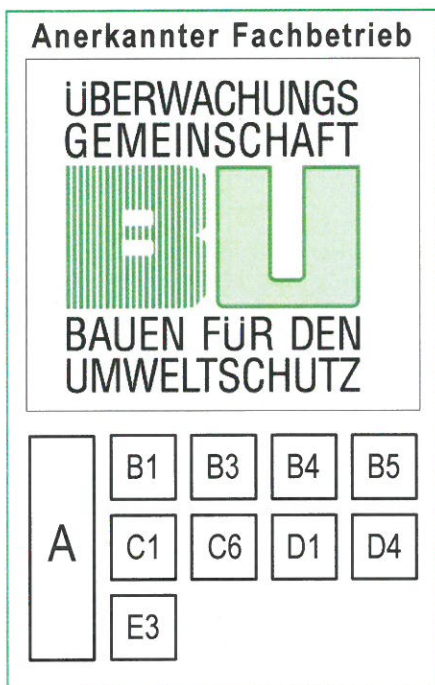 Anerkannter Fachbetrieb
ÜBERWACHUNGS
GEMEINSCHAFT
BU
BAUEN FÜR DEN
UMWELTSCHUTZ
A
B1 B3 B4 B5
C1 C6 D1 D4
E3